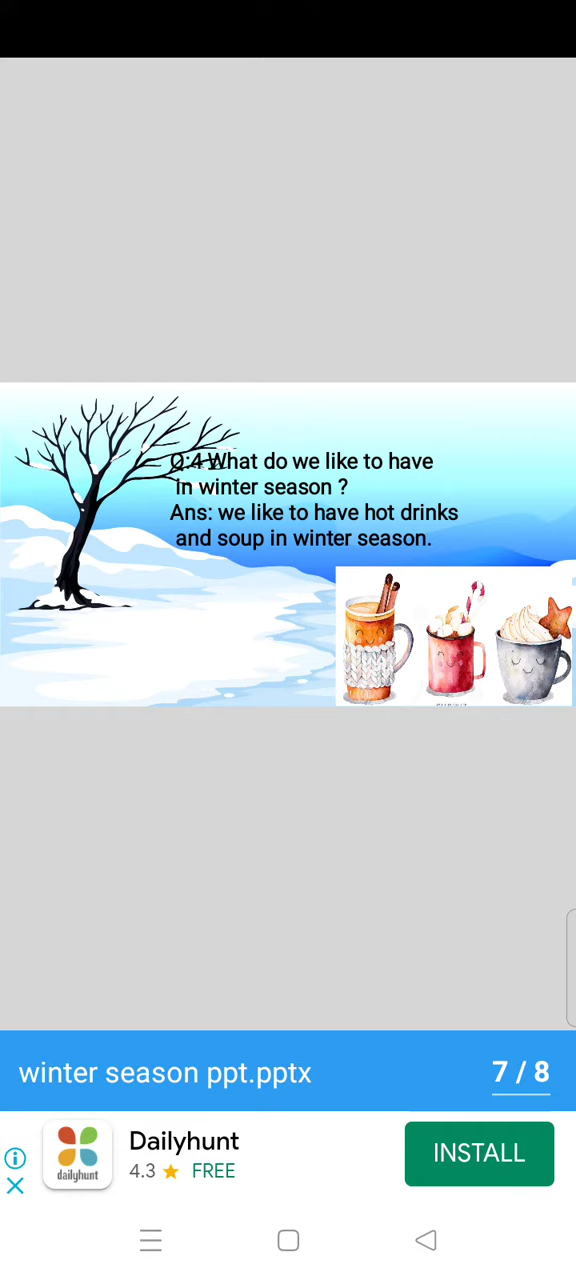 Q:4 What do we like to have
in winter season ?
Ans: we like to have hot drinks
and soup in winter season.
winter season ppt.pptx
7 / 8
Dailyhunt
4.3 FREE
INSTALL
dailyhunt